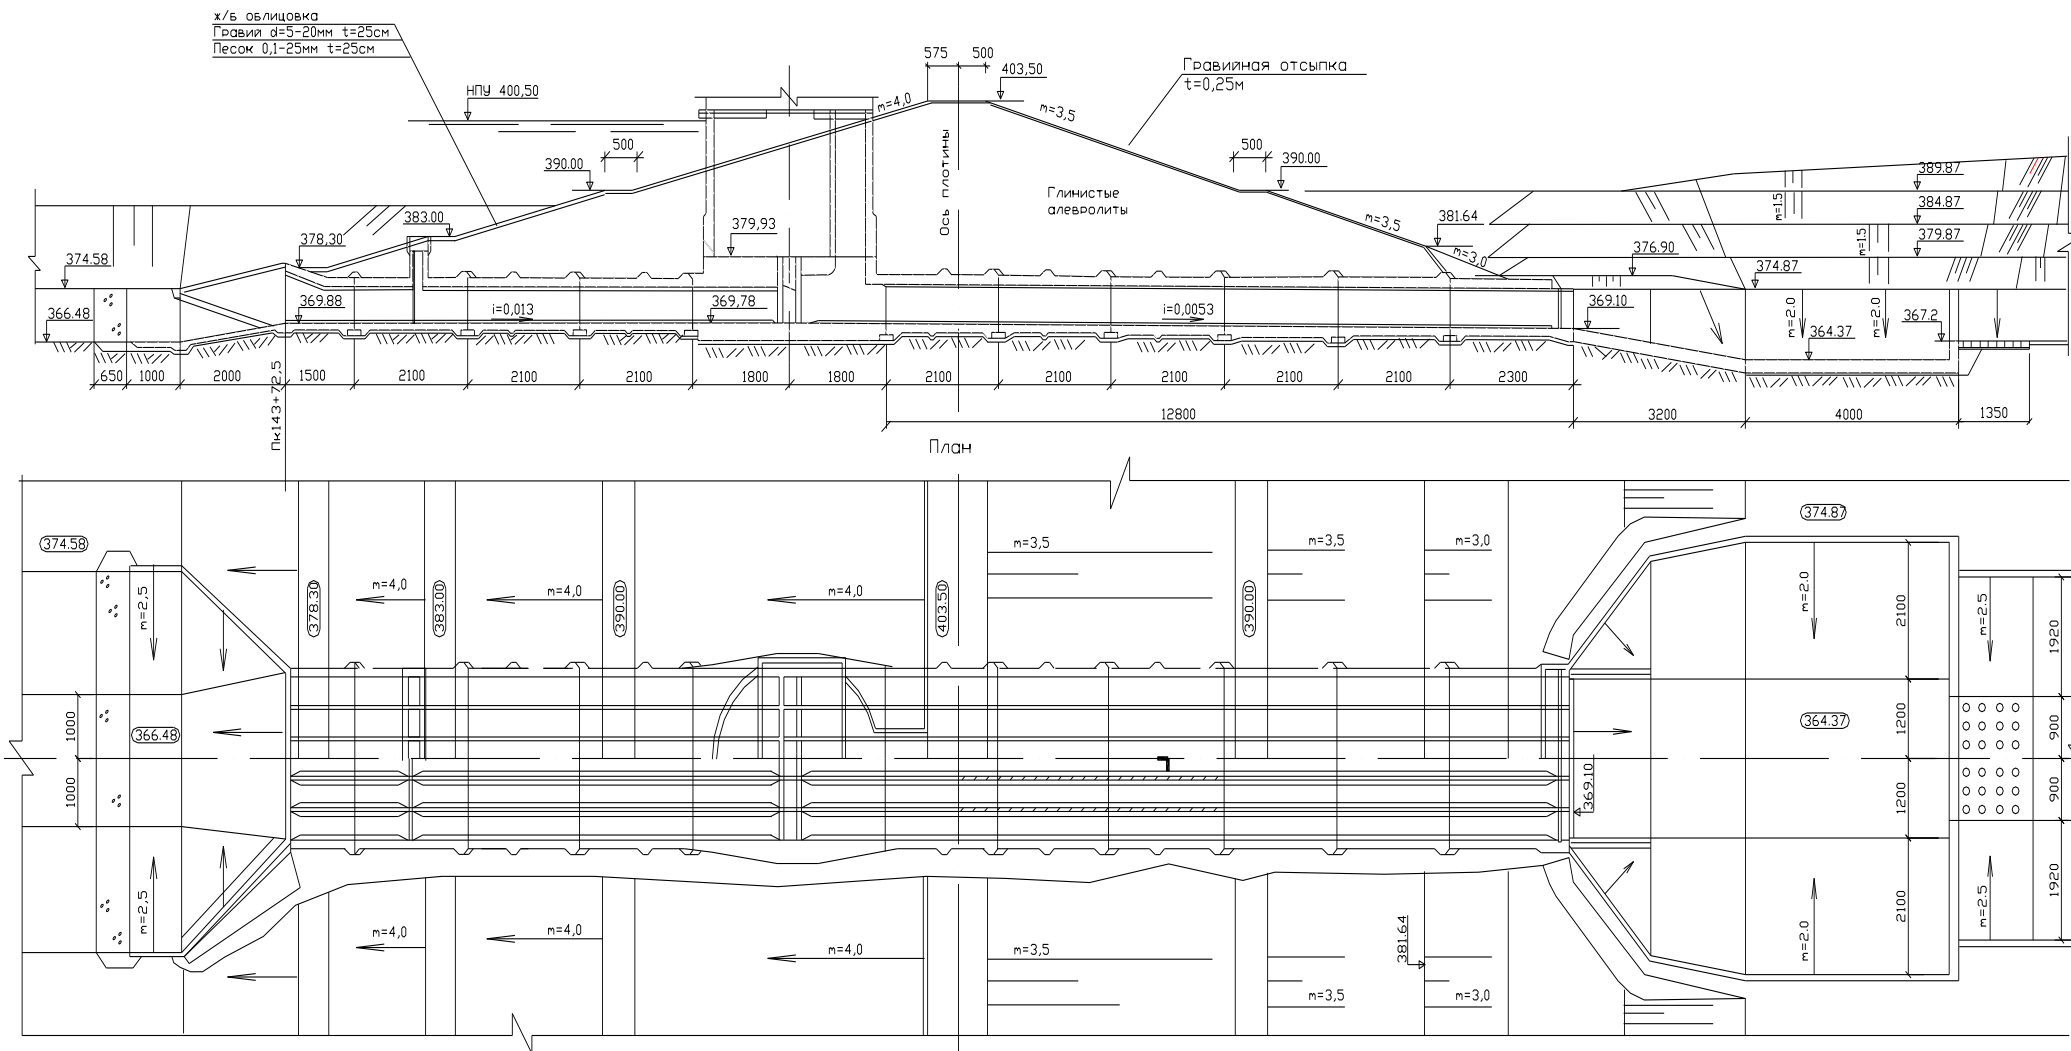 ж/б облицовка
Гравий d=5-20мм t=25см
Песок 0,1-25мм t=25см
575
500
403,50
Гравийная отсыпка
t=0,25м
НПУ 400,50
m=4,0
m=3,5
500
390.00
500
390.00
Ось плотины
Глинистые
алевролиты
383.00
378,30
379,93
374.58
m=3,5
381.64
m=3,0
376.90
374.87
389.87
384.87
379.87
m=1.5
m=1.5
366.48
369.88
i=0,013
369,78
i=0,0053
369.10
m=2.0
m=2.0
364.37
367.2
650
1000
2000
1500
2100
2100
2100
1800
1800
2100
2100
2100
2100
2100
2300
12800
3200
4000
1350
Пк143+72,5
План
374.58
m=2,5
378.30
m=4,0
383.00
m=4,0
390.00
m=4,0
403.50
m=3,5
390.00
m=3,5
m=3,0
374.87
m=2.0
2100
m=2.5
1920
1000
366.48
1200
364.37
900
1000
369.10
1200
900
m=2,5
m=4,0
m=4,0
m=4,0
m=3,5
m=3,5
381.64
m=3,0
m=2.0
2100
m=2.5
1920